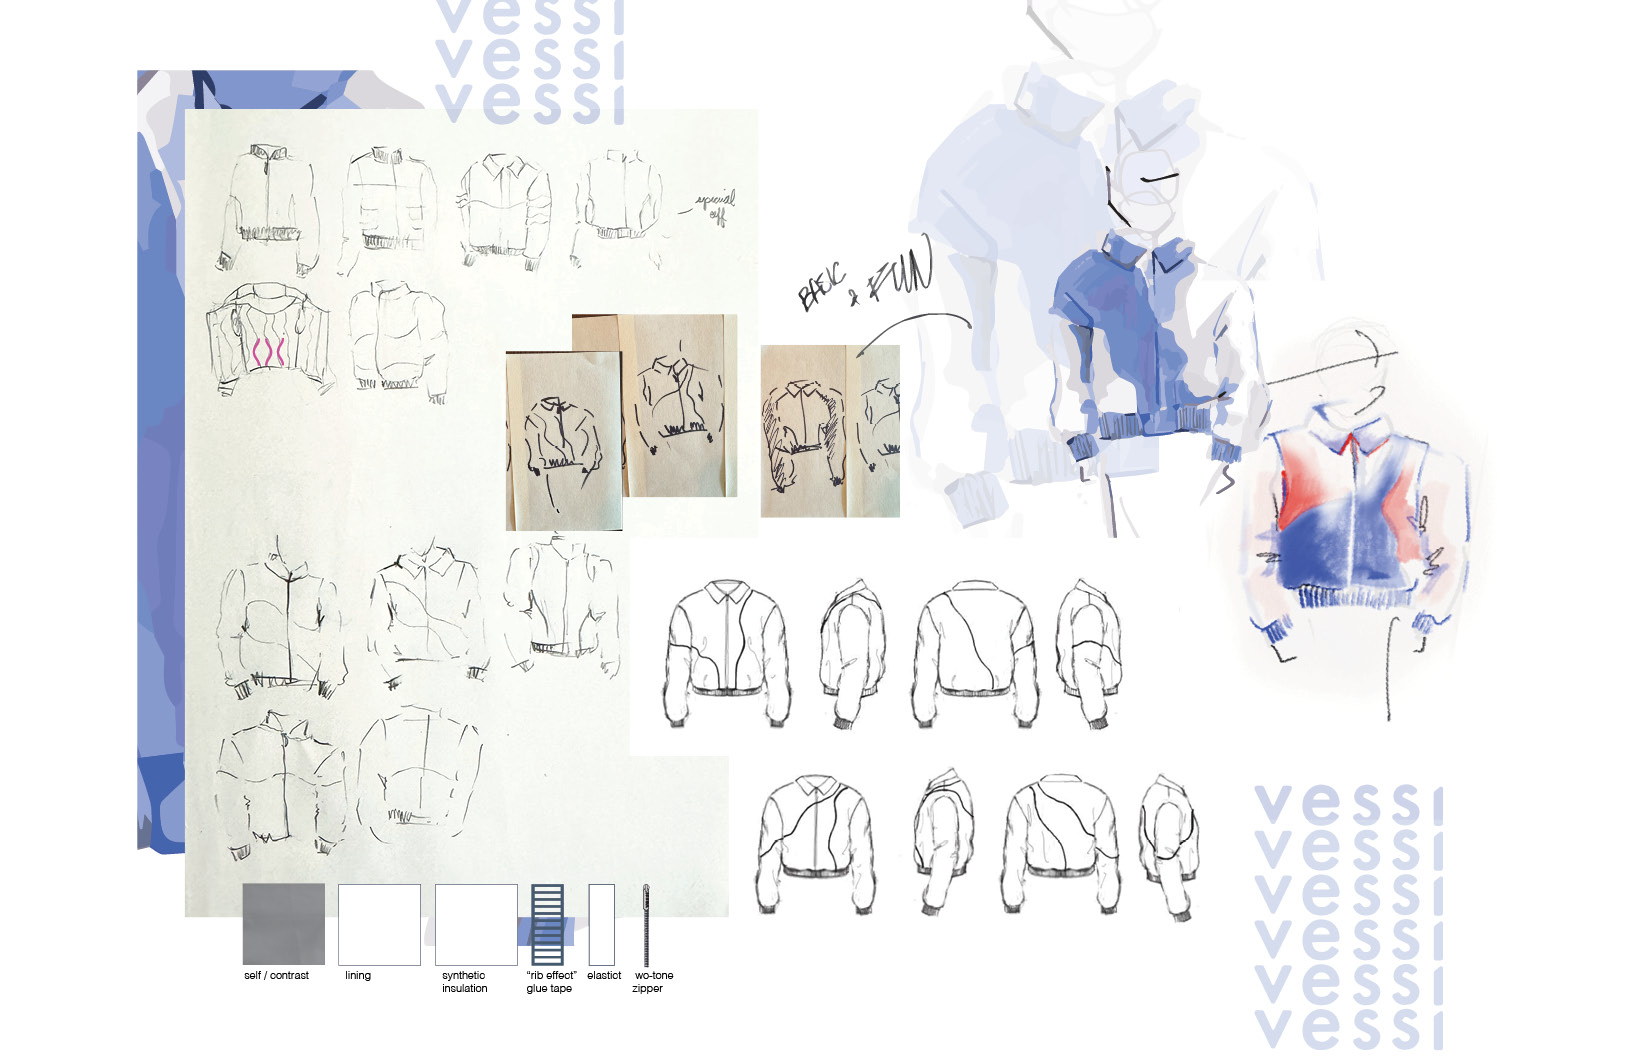 vessi
vessi
vessi
special
cuff
BASIC
& FUN
self / contrast
lining
synthetic
insulation
“rib effect”
glue tape
elastict
wo-tone
zipper
vessi
vessi
vessi
vessi
vessi
vessi